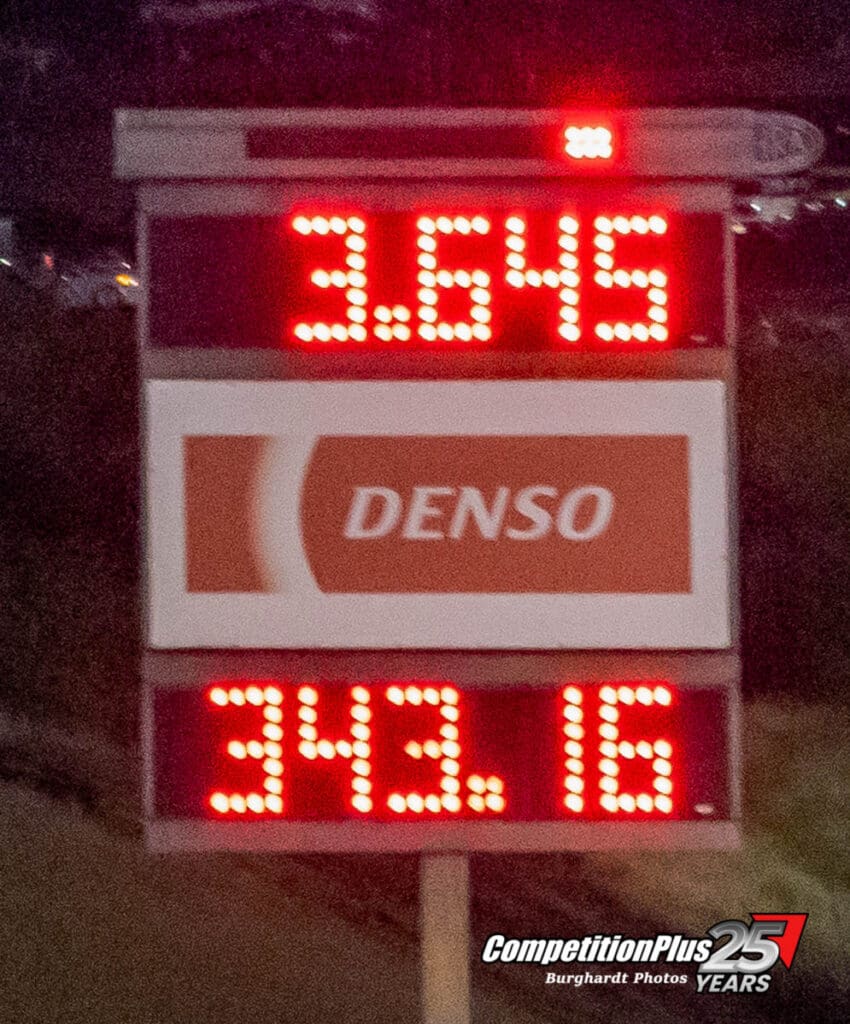 3.645
DENSO
343.16
CompetitionPlus 25
Burghardt Photos YEARS